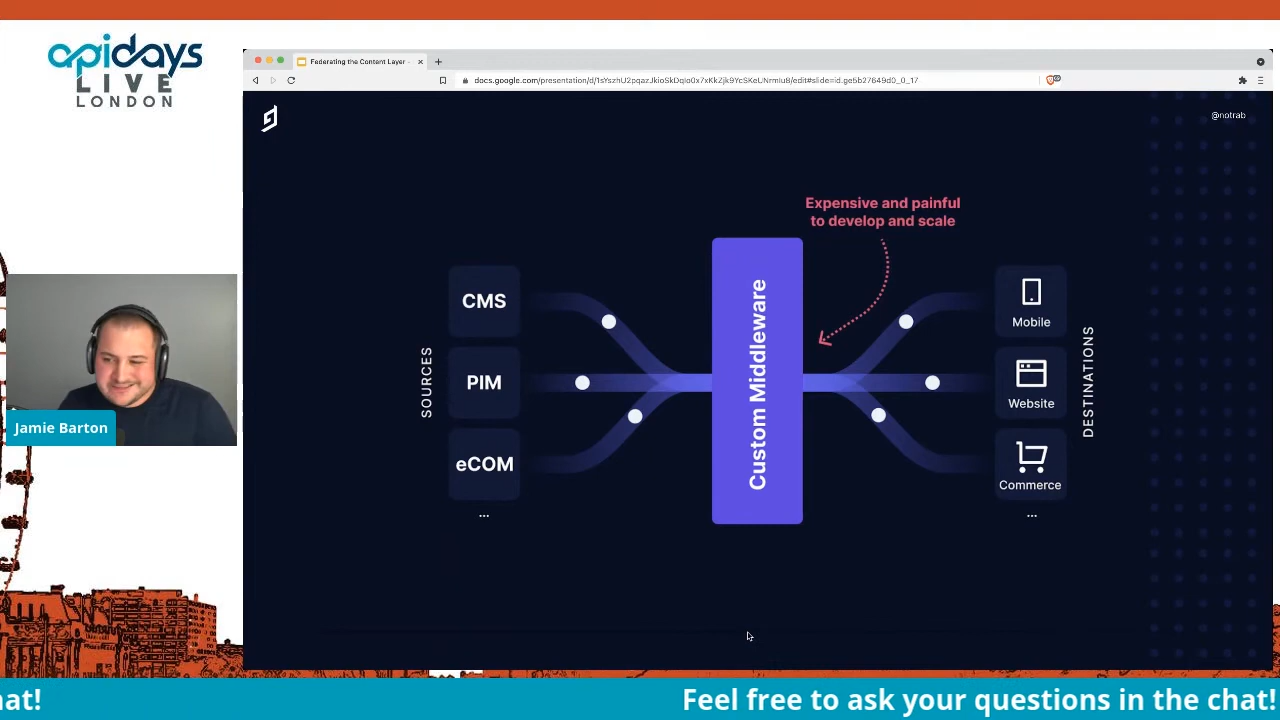 apidays
LIVE
LONDON
Federating the Content Layer -
@notrab
Expensive and painful
to develop and scale
SOURCES
CMS
PIM
eCOM
...
Custom Middleware
Mobile
Website
Commerce
...
DESTINATIONS
Jamie Barton
hat!
Feel free to ask your questions in the chat!